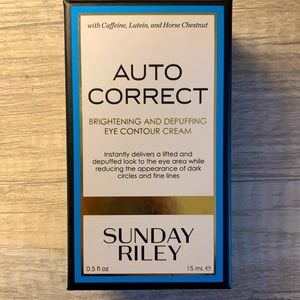 with Caffeine, Lutein, and Horse Chestnut
AUTO
CORRECT
BRIGHTENING AND DEPUFFING
EYE CONTOUR CREAM
Instantly delivers a lifted and
depuffed look to the eye area while
reducing the appearance of dark
circles and fine lines
SUNDAY
RILEY
0.5 fl oz 15 mL e